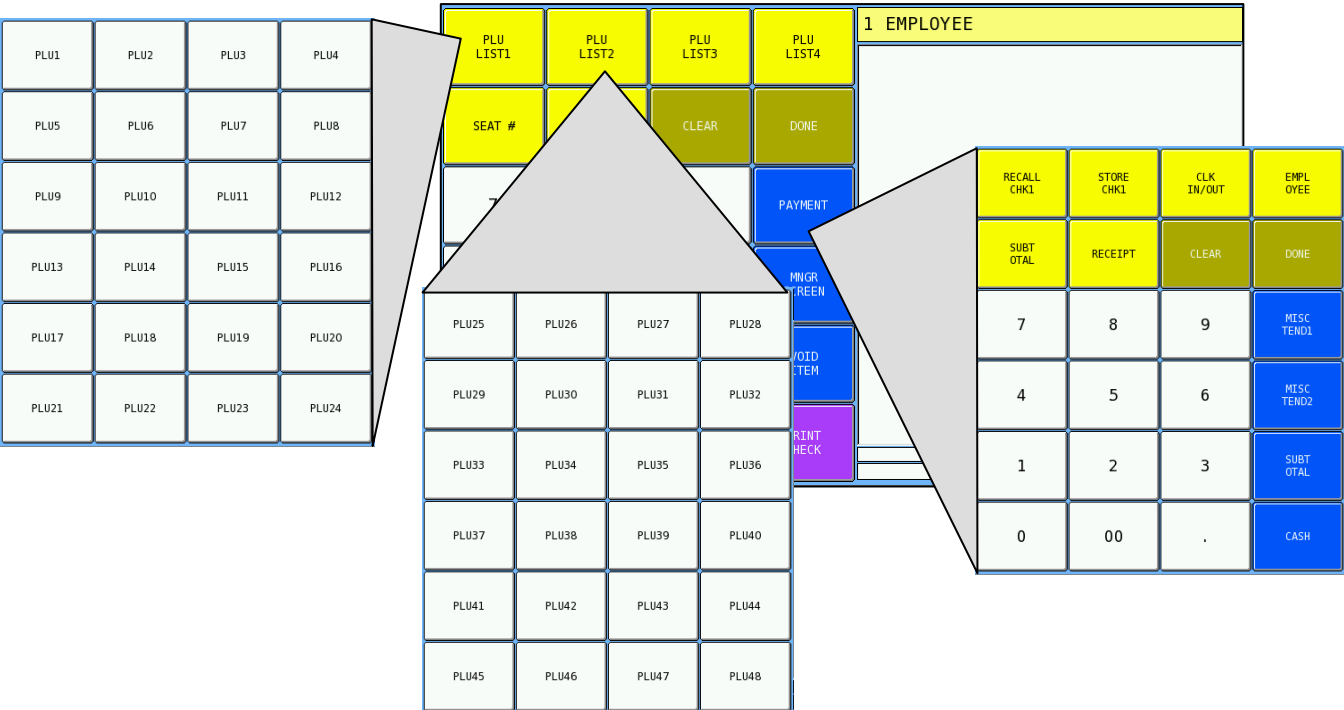 PLU1 PLU2 PLU3 PLU4
PLU5 PLU6 PLU7 PLU8
PLU9 PLU10 PLU11 PLU12
PLU13 PLU14 PLU15 PLU16
PLU17 PLU18 PLU19 PLU20
PLU21 PLU22 PLU23 PLU24
PLU PLU PLU PLU
LIST1 LIST2 LIST3 LIST4
SEAT # CLEAR DONE
PAYMENT
MNGR
1 EMPLOYEE
PLU25 PLU26 PLU27 PLU28
PLU29 PLU30 PLU31 PLU32
PLU33 PLU34 PLU35 PLU36
PLU37 PLU38 PLU39 PLU40
PLU41 PLU42 PLU43 PLU44
PLU45 PLU46 PLU47 PLU48
RECALL STORE CLK EMPL
CHK1 CHK1 IN/OUT OYEE
SUBT RECEIPT CLEAR DONE
OTAL
7 8 9 MISC
TEND1
4 5 6 MISC
TEND2
1 2 3 SUBT
OTAL
0 00 . CASH